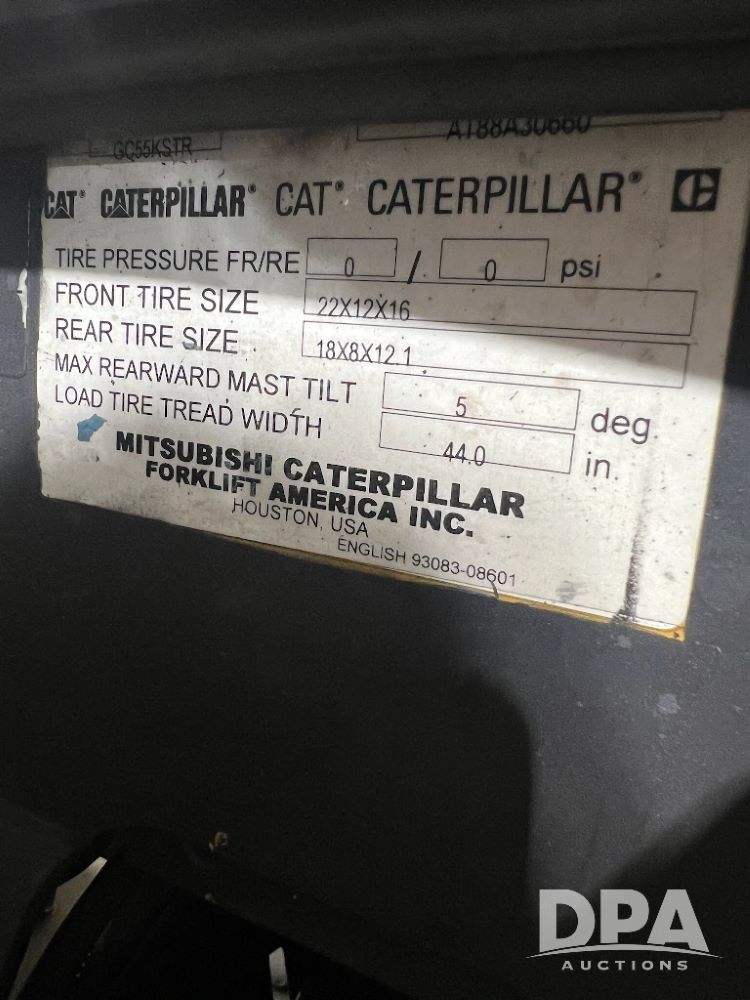 GC55KSTR AT88A30660
CAT® CATERPILLAR® CAT® CATERPILLAR®
TIRE PRESSURE FR/RE 0 / 0 psi
FRONT TIRE SIZE 22X12X16
REAR TIRE SIZE 18X8X12.1
MAX REARWARD MAST TILT 5 deg.
LOAD TIRE TREAD WIDTH 44.0 in.
MITSUBISHI CATERPILLAR
FORKLIFT AMERICA INC.
HOUSTON, USA
ENGLISH 93083-08601
DPA
AUCTIONS